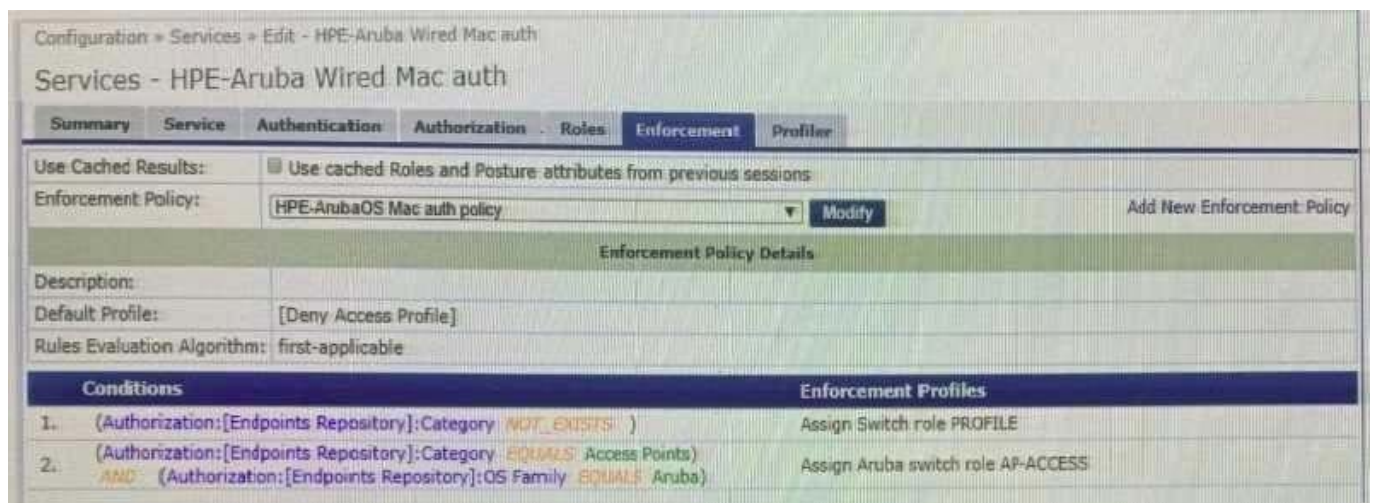 Configuration » Services » Edit - HPE-Aruba Wired Mac auth
Services - HPE-Aruba Wired Mac auth
Summary Service Authentication Authorization Roles Enforcement Profiler
Use Cached Results: Use cached Roles and Posture attributes from previous sessions
Enforcement Policy: HPE-ArubaOS Mac auth policy Modify Add New Enforcement Policy
Enforcement Policy Details
Description:
Default Profile: [Deny Access Profile]
Rules Evaluation Algorithm: first-applicable
Conditions Enforcement Profiles
1. (Authorization:[Endpoints Repository]:Category NOT_EXISTS ) Assign Switch role PROFILE
2. (Authorization:[Endpoints Repository]:Category EQUALS Access Points)
AND (Authorization:[Endpoints Repository]:OS Family EQUALS Aruba) Assign Aruba switch role AP-ACCESS